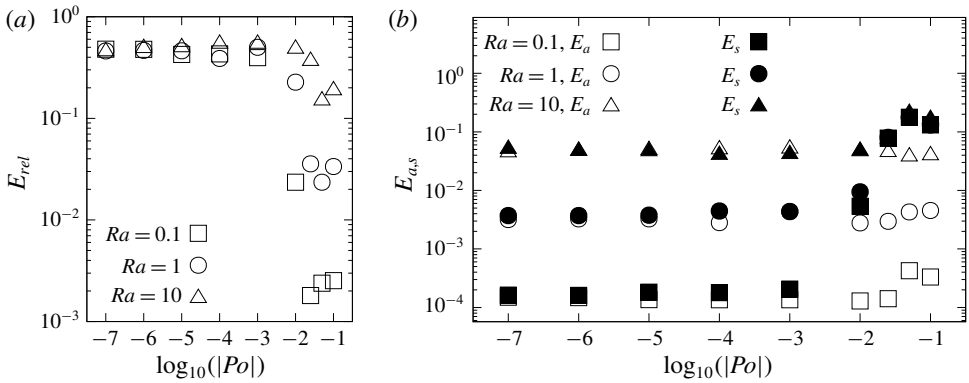 (a)
10^0
10^−1
10^−2
10^−3
E_rel
Ra = 0.1
Ra = 1
Ra = 10
−7 −6 −5 −4 −3 −2 −1
log_10(|Po|)
(b)
10^0
10^−1
10^−2
10^−3
10^−4
E_a,s
Ra = 0.1, E_a E_s
Ra = 1, E_a E_s
Ra = 10, E_a E_s
−7 −6 −5 −4 −3 −2 −1
log_10(|Po|)